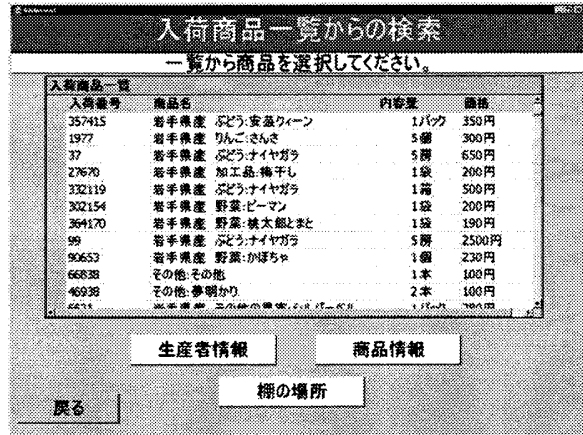 入荷商品一覧からの検索
一覧から商品を選択してください。
入荷商品一覧
入荷番号 商品名 内容量 価格
357415 岩手県産 ぶどう:安芸クィーン 1パック 350円
1977 岩手県産 りんご:さんさ 5個 300円
37 岩手県産 ぶどう:ナイヤガラ 5房 650円
27670 岩手県産 加工品:梅干し 1袋 200円
332119 岩手県産 ぶどう:ナイヤガラ 1箱 500円
302154 岩手県産 野菜:ピーマン 1袋 200円
364170 岩手県産 野菜:桃太郎とまと 1袋 190円
99 岩手県産 ぶどう:ナイヤガラ 5房 2500円
90653 岩手県産 野菜:かぼちゃ 1個 230円
66838 その他:その他 1本 100円
46938 その他:夢明かり 2本 100円
生産者情報 商品情報
棚の場所
戻る